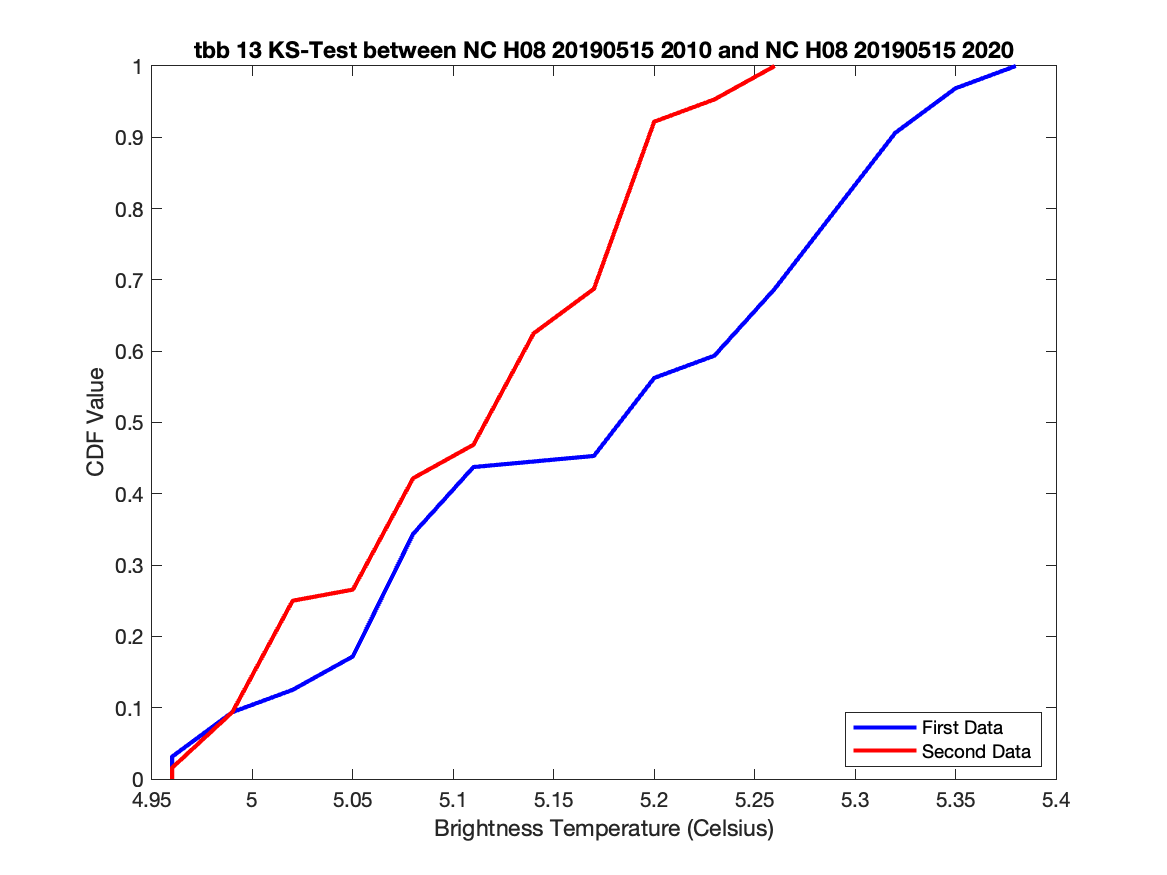 tbb 13 KS-Test between NC H08 20190515 2010 and NC H08 20190515 2020
1
0.9
0.8
0.7
0.6
0.5
0.4
0.3
0.2
0.1
0
CDF Value
4.95 5 5.05 5.1 5.15 5.2 5.25 5.3 5.35 5.4
Brightness Temperature (Celsius)
First Data
Second Data